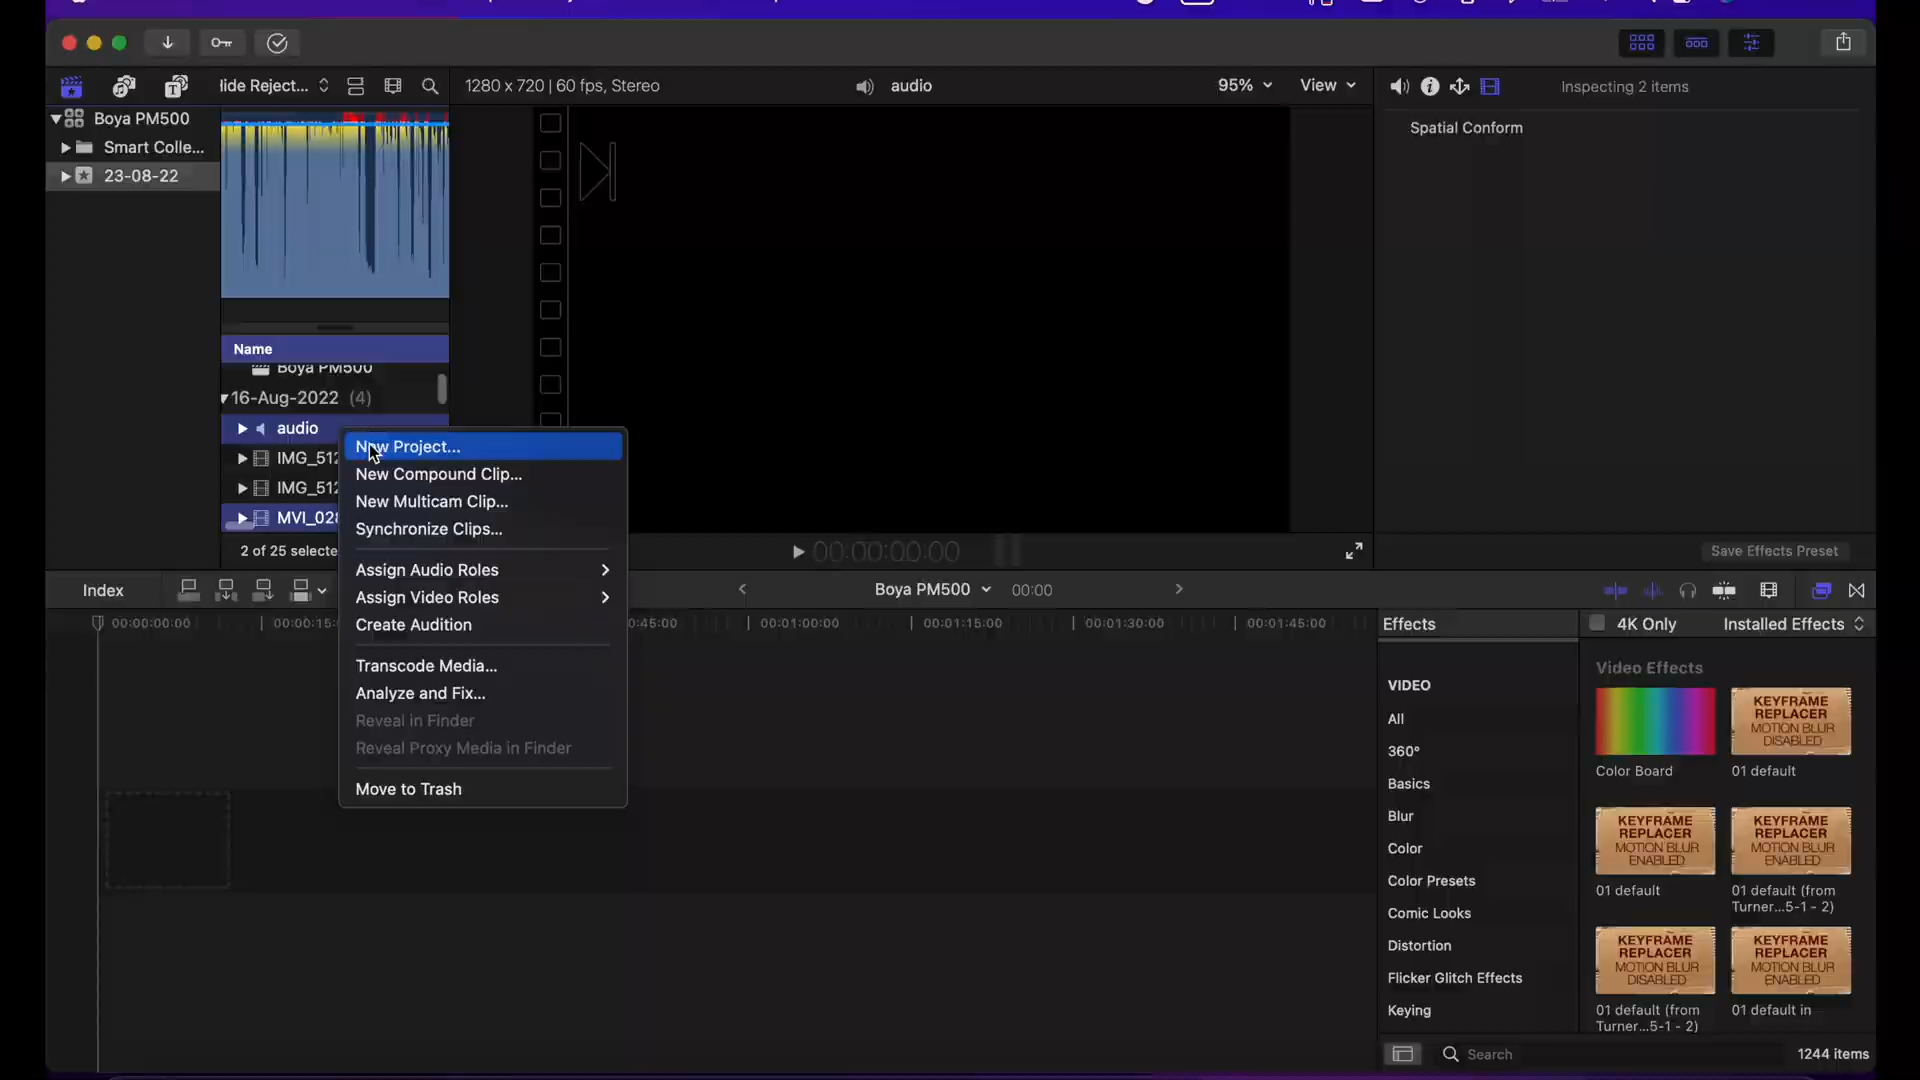 lide Reject...
1280 x 720 | 60 fps, Stereo
audio
95%
View
Inspecting 2 items
Boya PM500
Smart Colle...
23-08-22
Spatial Conform
Name
Boya PM500
16-Aug-2022 (4)
audio
IMG_512
IMG_512
MVI_028
2 of 25 selecte
New Project...
New Compound Clip...
New Multicam Clip...
Synchronize Clips...
Assign Audio Roles
Assign Video Roles
Create Audition
Transcode Media...
Analyze and Fix...
Reveal in Finder
Reveal Proxy Media in Finder
Move to Trash
00:00:00:00
Save Effects Preset
Index
Boya PM500
00:00
00:00:00:00
00:00:15:
0:45:00
00:01:00:00
00:01:15:00
00:01:30:00
00:01:45:00
Effects
4K Only
Installed Effects
VIDEO
All
360°
Basics
Blur
Color
Color Presets
Comic Looks
Distortion
Flicker Glitch Effects
Keying
Video Effects
Color Board
KEYFRAME
REPLACER
MOTION BLUR
DISABLED
01 default
KEYFRAME
REPLACER
MOTION BLUR
ENABLED
01 default
KEYFRAME
REPLACER
MOTION BLUR
ENABLED
01 default (from
Turner...5-1 - 2)
KEYFRAME
REPLACER
MOTION BLUR
DISABLED
01 default (from
Turner...5-1 - 2)
KEYFRAME
REPLACER
MOTION BLUR
ENABLED
01 default in
Search
1244 items